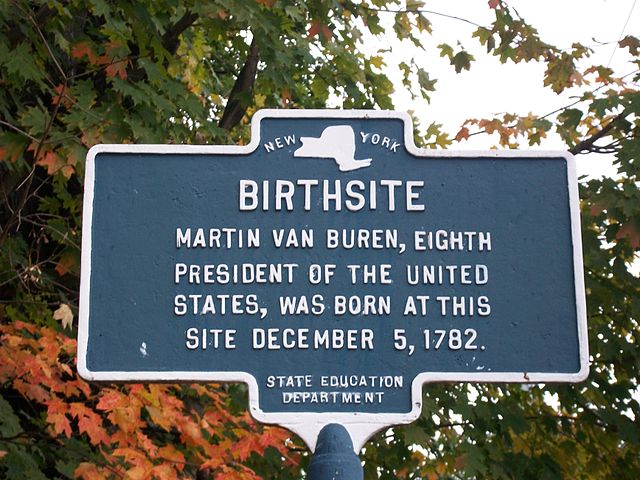 NEW YORK
BIRTHSITE
MARTIN VAN BUREN, EIGHTH
PRESIDENT OF THE UNITED
STATES, WAS BORN AT THIS
SITE DECEMBER 5, 1782.
STATE EDUCATION
DEPARTMENT